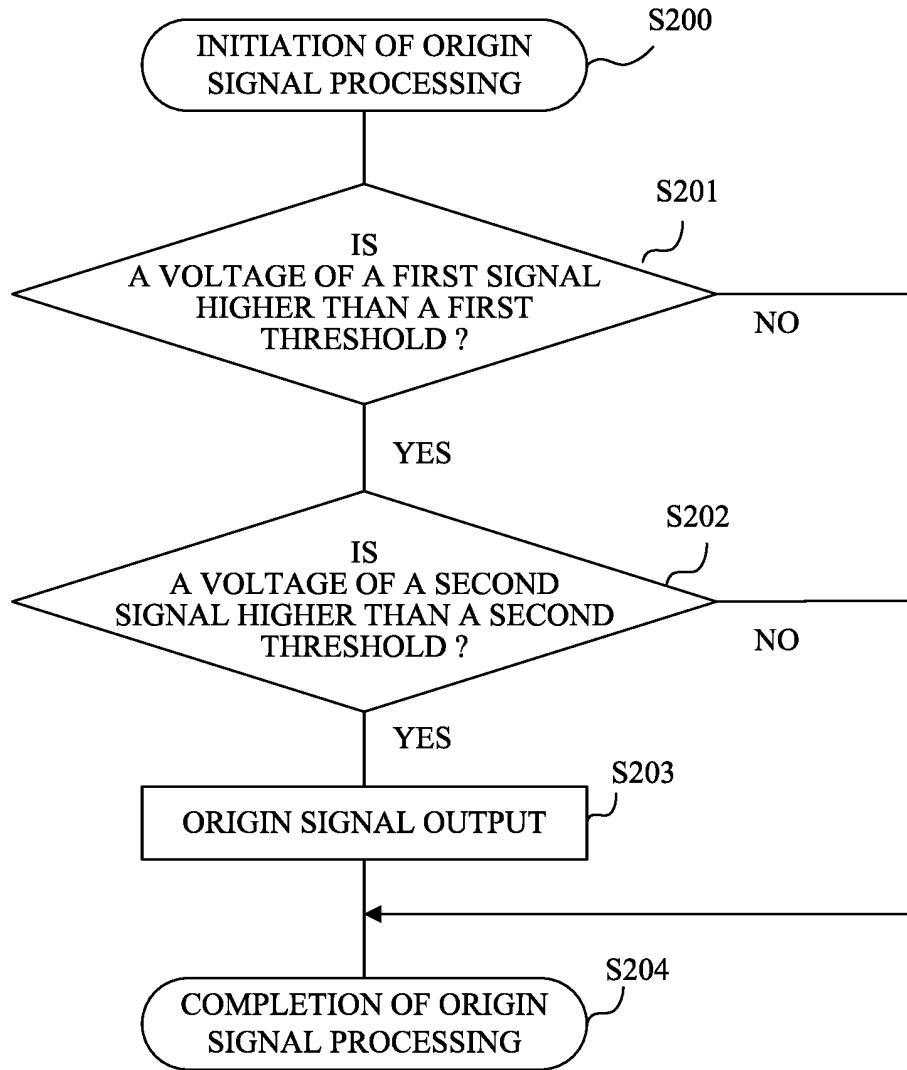 S200
INITIATION OF ORIGIN
SIGNAL PROCESSING
S201
IS
A VOLTAGE OF A FIRST SIGNAL
HIGHER THAN A FIRST
THRESHOLD ?
NO
YES
S202
IS
A VOLTAGE OF A SECOND
SIGNAL HIGHER THAN A SECOND
THRESHOLD ?
NO
YES
S203
ORIGIN SIGNAL OUTPUT
S204
COMPLETION OF ORIGIN
SIGNAL PROCESSING